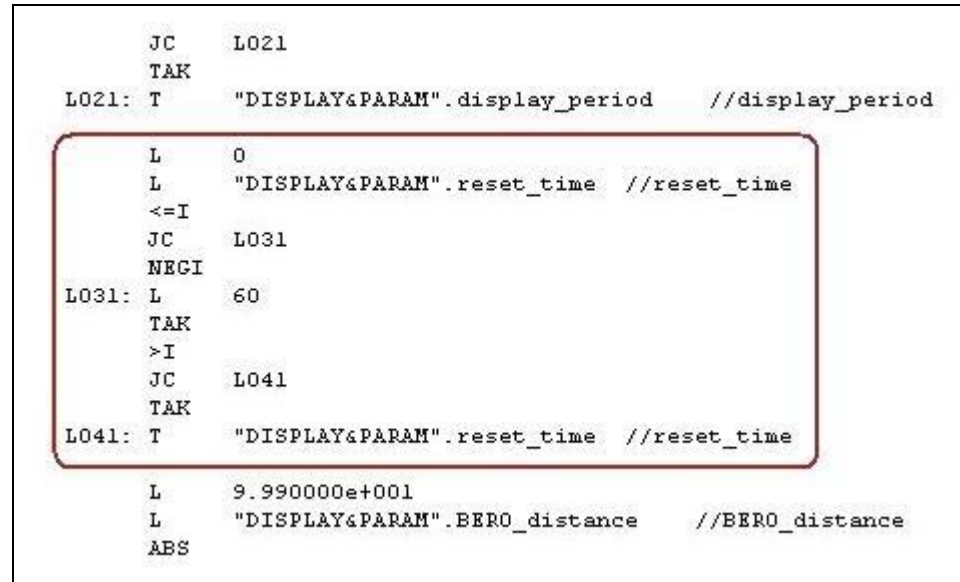 JC L021
TAK
L021: T "DISPLAY&PARAM".display_period //display_period
L 0
L "DISPLAY&PARAM".reset_time //reset_time
<=I
JC L031
NEGI
L031: L 60
TAK
>I
JC L041
TAK
L041: T "DISPLAY&PARAM".reset_time //reset_time
L 9.990000e+001
L "DISPLAY&PARAM".BERO_distance //BERO_distance
ABS